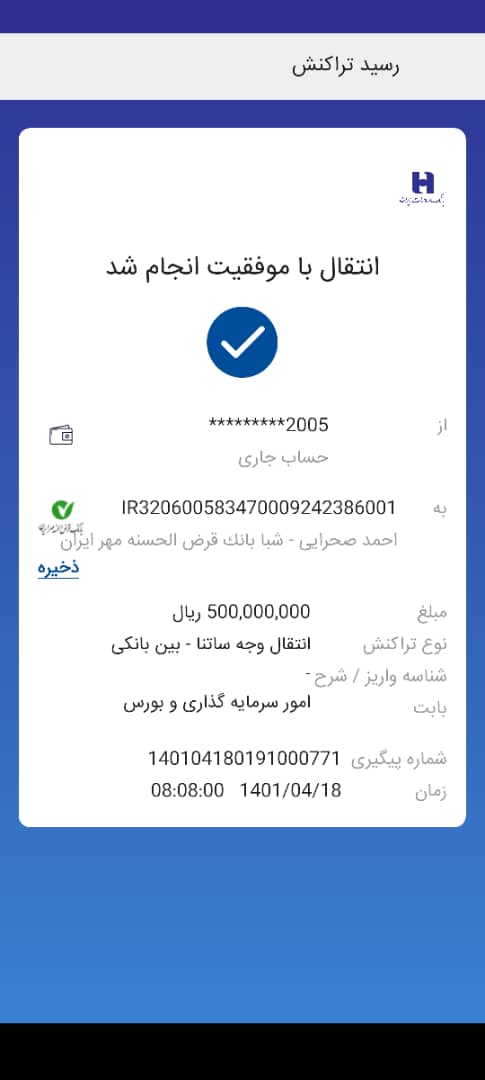 رسید تراکنش
بانک صادرات ایران
انتقال با موفقیت انجام شد
از *********2005
حساب جاری
به IR320600583470009242386001
احمد صحرایی - شبا بانك قرض الحسنه مهر ایران
ذخیره
مبلغ 500,000,000 ریال
نوع تراکنش انتقال وجه ساتنا - بین بانکی
شناسه واریز / شرح -
بابت امور سرمایه گذاری و بورس
شماره پیگیری 140104180191000771
زمان 1401/04/18 08:08:00